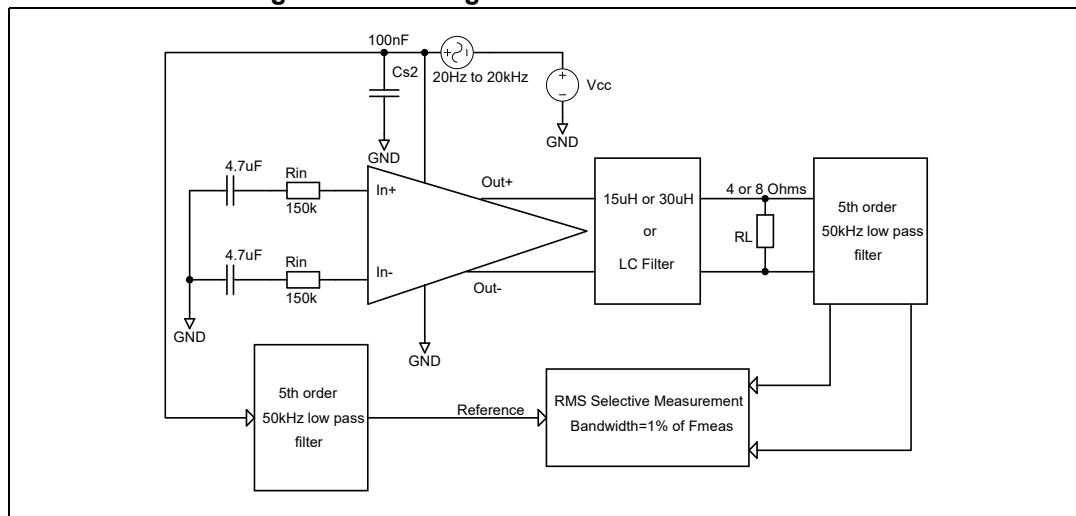 100nF
Cs2
20Hz to 20kHz
+
-
+
−
Vcc
GND
GND
4.7uF
Rin
150k
In+
Out+
15uH or 30uH
or
LC Filter
4 or 8 Ohms
RL
5th order
50kHz low pass
filter
4.7uF
Rin
150k
In-
Out-
GND
GND
5th order
50kHz low pass
filter
Reference
RMS Selective Measurement
Bandwidth=1% of Fmeas